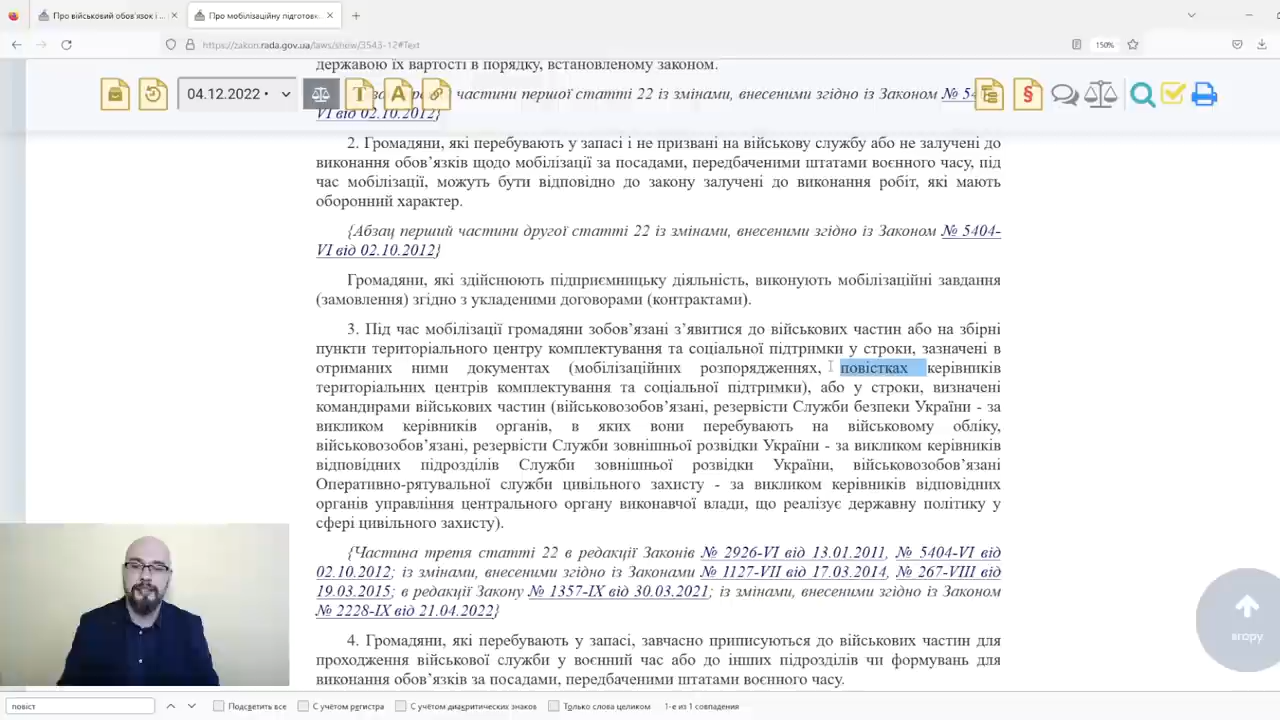 Про військовий обов'язок і ...
Про мобілізаційну підготовк
https://zakon.rada.gov.ua/laws/show/3543-12#Text
150%
державою їх вартості в порядку, встановленому законом.
04.12.2022 •
частини першої статті 22 із змінами, внесеними згідно із Законом № 54
VI від 02.10.2012}
2. Громадяни, які перебувають у запасі і не призвані на військову службу або не залучені до
виконання обов’язків щодо мобілізації за посадами, передбаченими штатами воєнного часу, під
час мобілізації, можуть бути відповідно до закону залучені до виконання робіт, які мають
оборонний характер.
{Абзац перший частини другої статті 22 із змінами, внесеними згідно із Законом № 5404-
VI від 02.10.2012}
Громадяни, які здійснюють підприємницьку діяльність, виконують мобілізаційні завдання
(замовлення) згідно з укладеними договорами (контрактами).
3. Під час мобілізації громадяни зобов’язані з’явитися до військових частин або на збірні
пункти територіального центру комплектування та соціальної підтримки у строки, зазначені в
отриманих ними документах (мобілізаційних розпорядженнях, повістках керівників
територіальних центрів комплектування та соціальної підтримки), або у строки, визначені
командирами військових частин (військовозобов’язані, резервісти Служби безпеки України - за
викликом керівників органів, в яких вони перебувають на військовому обліку,
військовозобов’язані, резервісти Служби зовнішньої розвідки України - за викликом керівників
відповідних підрозділів Служби зовнішньої розвідки України, військовозобов’язані
Оперативно-рятувальної служби цивільного захисту - за викликом керівників відповідних
органів управління центрального органу виконавчої влади, що реалізує державну політику у
сфері цивільного захисту).
{Частина третя статті 22 в редакції Законів № 2926-VI від 13.01.2011, № 5404-VI від
02.10.2012; із змінами, внесеними згідно із Законами № 1127-VII від 17.03.2014, № 267-VIII від
19.03.2015; в редакції Закону № 1357-IX від 30.03.2021; із змінами, внесеними згідно із Законом
№ 2228-IX від 21.04.2022}
вгору
4. Громадяни, які перебувають у запасі, завчасно приписуються до військових частин для
проходження військової служби у воєнний час або до інших підрозділів чи формувань для
виконання обов’язків за посадами, передбаченими штатами воєнного часу.
повіст
Подсветить все
С учётом регистра
С учётом диакритических знаков
Только слова целиком
1-е из 1 совпадения